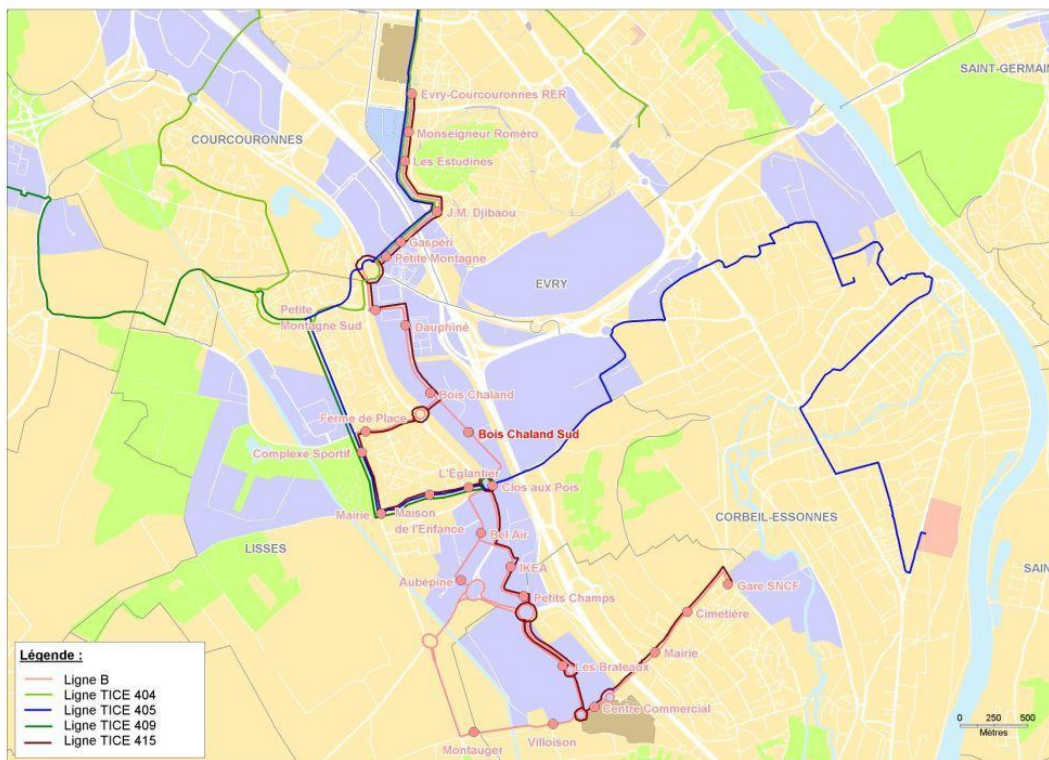 SAINT-GERMAIN
Evry-Courcouronnes RER
Monseigneur Roméro
COURCOURONNES
Les Estudines
J.M. Djibaou
Gaspéri
Petite Montagne
EVRY
Petite
Montagne Sud
Dauphiné
Bois Chaland
Ferme de Place
Bois Chaland Sud
Complexe Sportif
L'Eglantier
Clos aux Pois
Mairie
Maison
de l'Enfance
CORBEIL-ESSONNES
Bel Air
LISSES
IKEA
SAIN
Aubépine
Gare SNCF
Petits Champs
Cimetière
Mairie
Les Brateaux
Centre Commercial
Villoison
Montauger
Légende :
Ligne B
Ligne TICE 404
Ligne TICE 405
Ligne TICE 409
Ligne TICE 415
0 250 500
Mètres